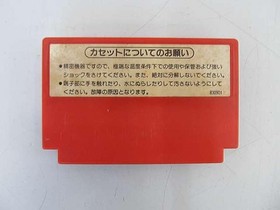 カセットについてのお願い
●精密機器ですので、極端な温度条件下での使用や保管および強い
ショックをさけてください。また、絶対に分解しないでください。
●端子部に手を触れたり、水にぬらしたりして汚さないようにして
ください。故障の原因となります。